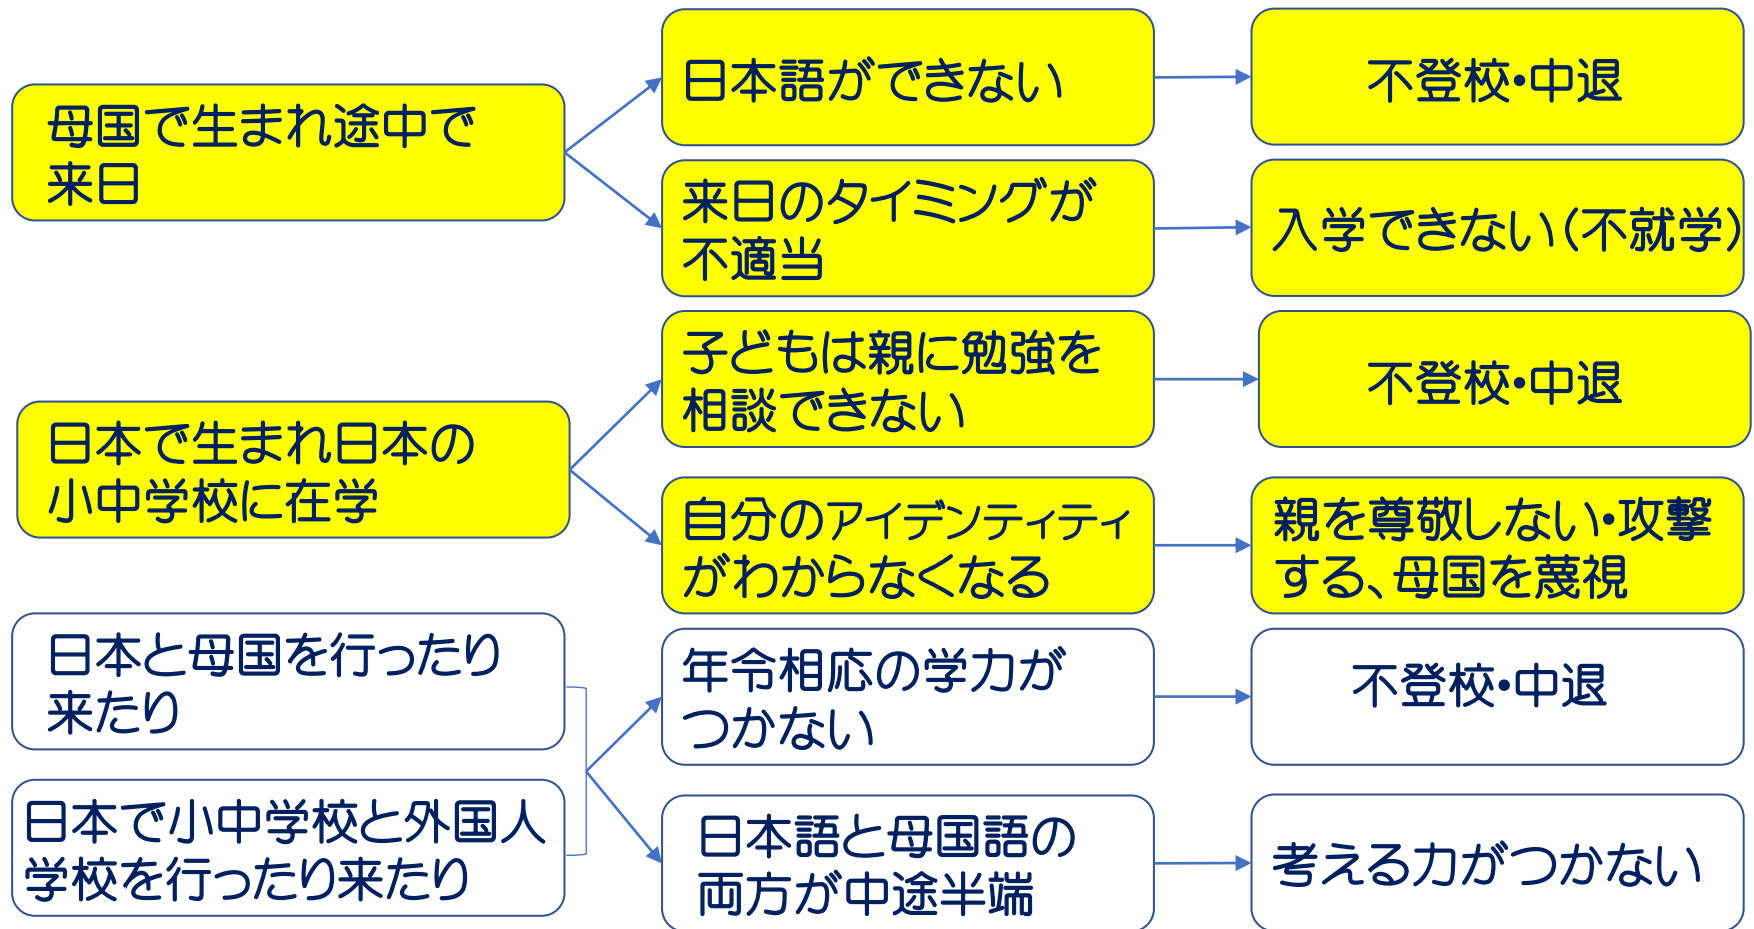 母国で生まれ途中で
来日
日本語ができない
不登校・中退
来日のタイミングが
不適当
入学できない（不就学）
日本で生まれ日本の
小中学校に在学
子どもは親に勉強を
相談できない
不登校・中退
自分のアイデンティティ
がわからなくなる
親を尊敬しない・攻撃
する、母国を蔑視
日本と母国を行ったり
来たり
日本で小中学校と外国人
学校を行ったり来たり
年令相応の学力が
つかない
不登校・中退
日本語と母国語の
両方が中途半端
考える力がつかない